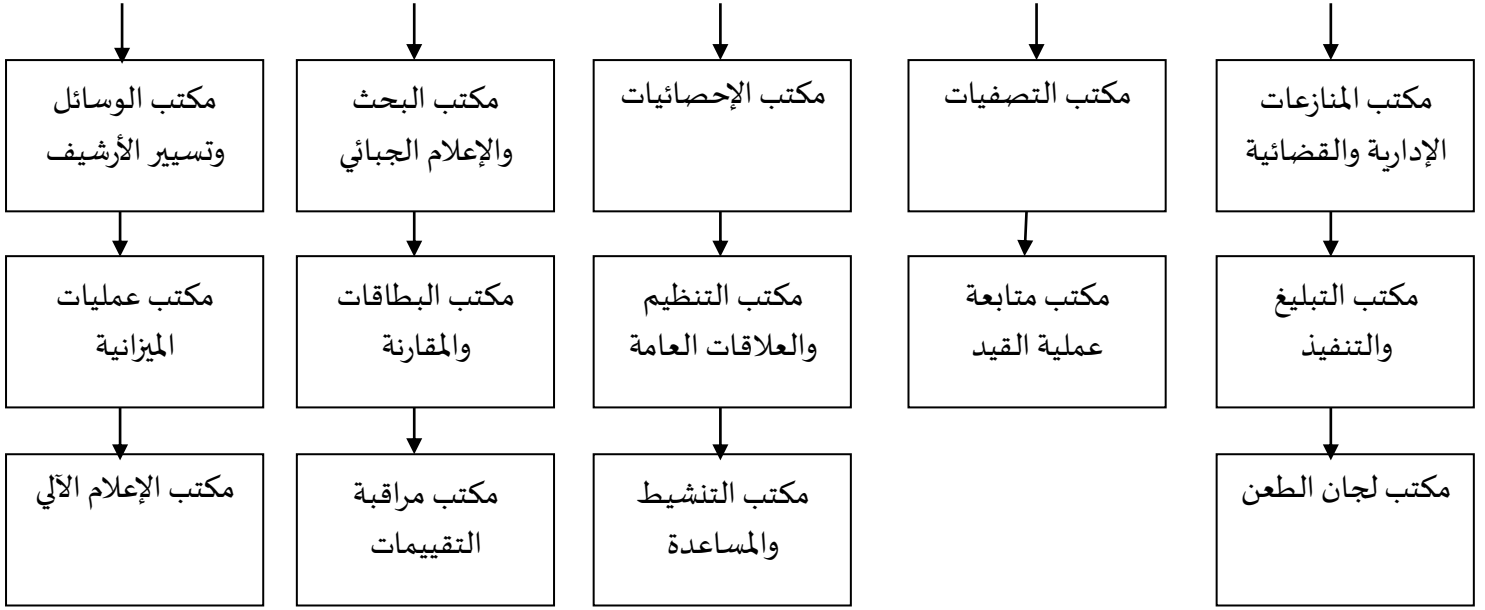 مكتب المنازعات
الإدارية والقضائية
مكتب التصفيات
مكتب الإحصائيات
مكتب البحث
والإعلام الجبائي
مكتب الوسائل
وتسيير الأرشيف
مكتب التبليغ
والتنفيذ
مكتب متابعة
عملية القيد
مكتب التنظيم
والعلاقات العامة
مكتب البطاقات
والمقارنة
مكتب عمليات
الميزانية
مكتب لجان الطعن
مكتب التنشيط
والمساعدة
مكتب مراقبة
التقييمات
مكتب الإعلام الآلي